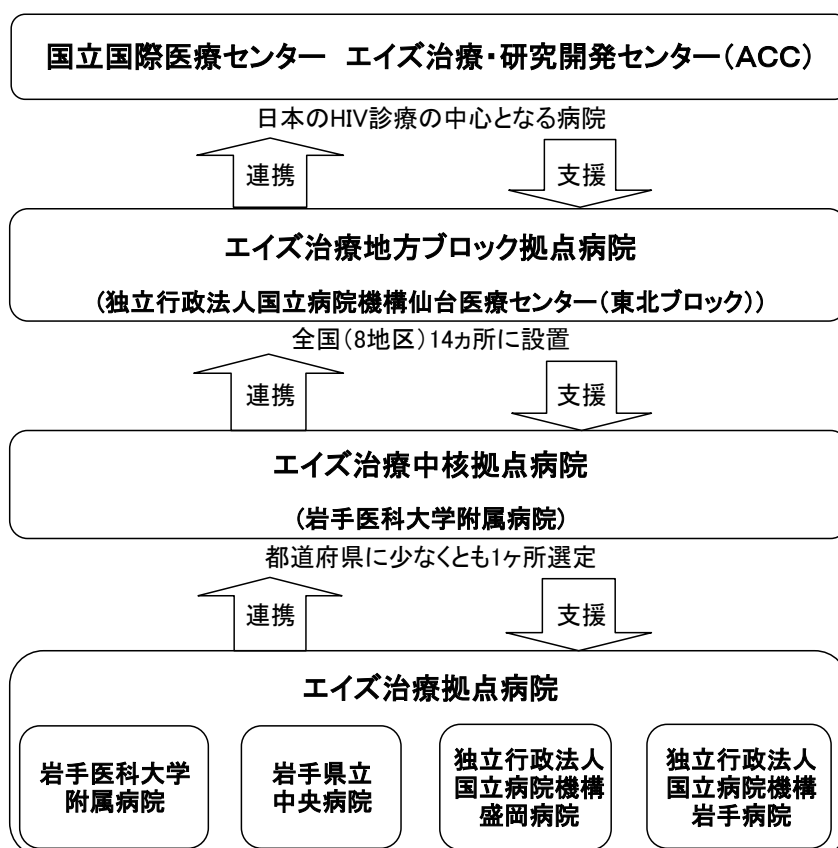 国立国際医療センター エイズ治療・研究開発センター(ACC)
日本のHIV診療の中心となる病院
連携
支援
エイズ治療地方ブロック拠点病院
(独立行政法人国立病院機構仙台医療センター(東北ブロック))
全国(8地区)14ヵ所に設置
連携
支援
エイズ治療中核拠点病院
(岩手医科大学附属病院)
都道府県に少なくとも1ヶ所選定
連携
支援
エイズ治療拠点病院
岩手医科大学
附属病院
岩手県立
中央病院
独立行政法人
国立病院機構
盛岡病院
独立行政法人
国立病院機構
岩手病院